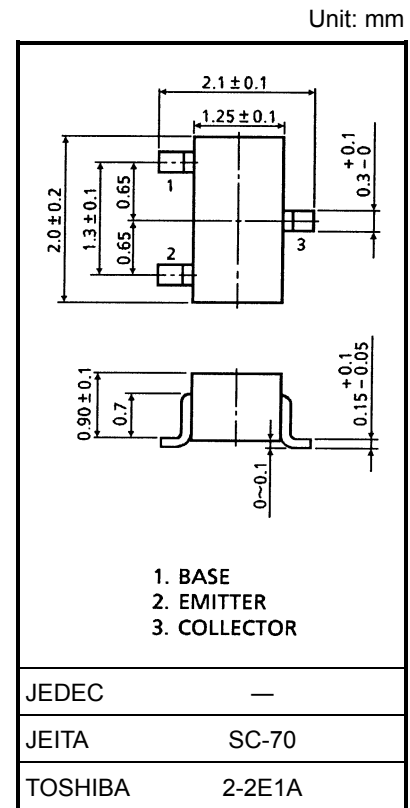 Unit: mm
2.1±0.1
1.25±0.1
+0.1
0.3-0
2.0±0.2
1.3±0.1
0.65
0.65
1
2
3
0.90±0.1
0.7
+0.1
0.15-0.05
0~0.1
1. BASE
2. EMITTER
3. COLLECTOR
JEDEC —
JEITA SC-70
TOSHIBA 2-2E1A